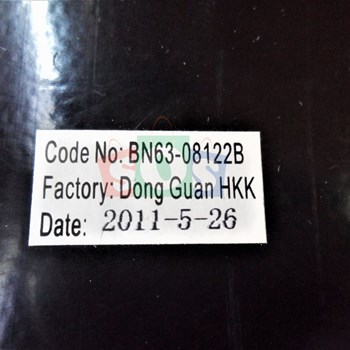 Code No: BN63-08122B
Factory: Dong Guan HKK
Date: 2011-5-26